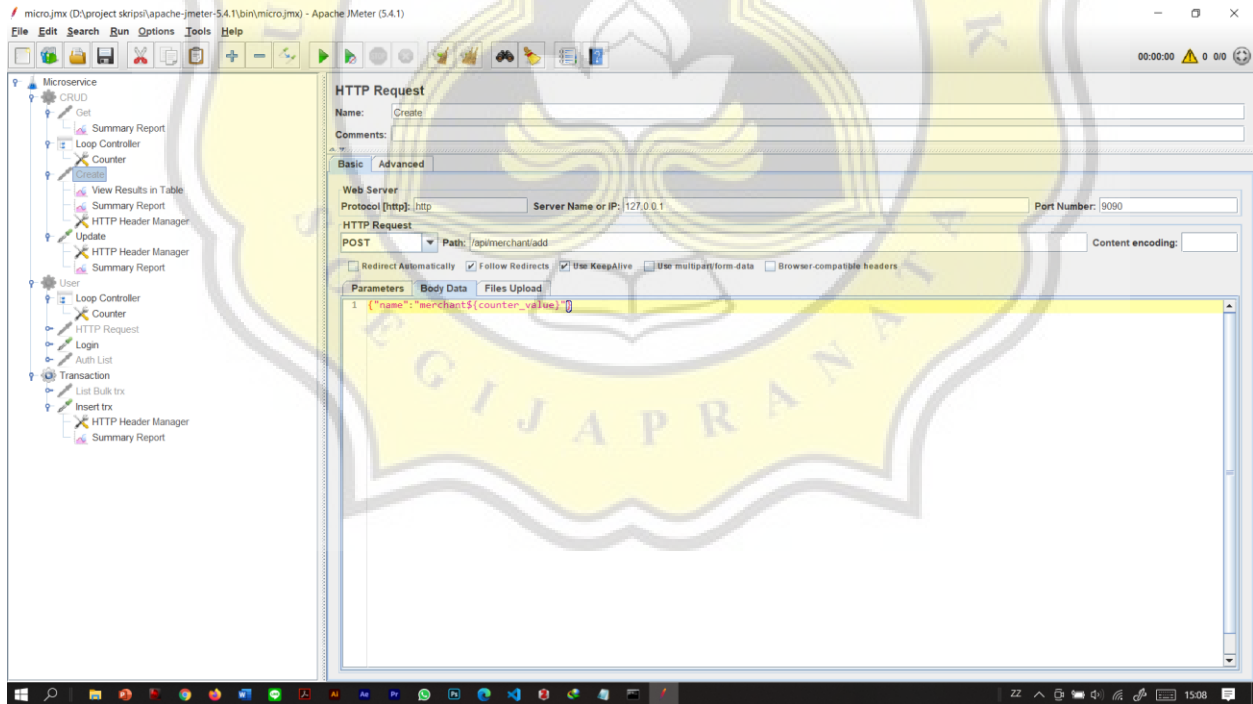 micro.jmx (D:\project skripsi\apache-jmeter-5.4.1\bin\micro.jmx) - Apache JMeter (5.4.1)
File Edit Search Run Options Tools Help
00:00:00 0 0/0
Microservice
CRUD
Get
Summary Report
Loop Controller
Counter
Create
View Results in Table
Summary Report
HTTP Header Manager
Update
HTTP Header Manager
Summary Report
User
Loop Controller
Counter
HTTP Request
Login
Auth List
Transaction
List Bulk trx
Insert trx
HTTP Header Manager
Summary Report
HTTP Request
Name: Create
Comments:
Basic Advanced
Web Server
Protocol [http]: http Server Name or IP: 127.0.0.1 Port Number: 9090
HTTP Request
POST Path: /api/merchant/add Content encoding:
Redirect Automatically Follow Redirects Use KeepAlive Use multipart/form-data Browser-compatible headers
Parameters Body Data Files Upload
1 {"name":"merchant${counter_value}"}
GIJAPRANATA
15:08